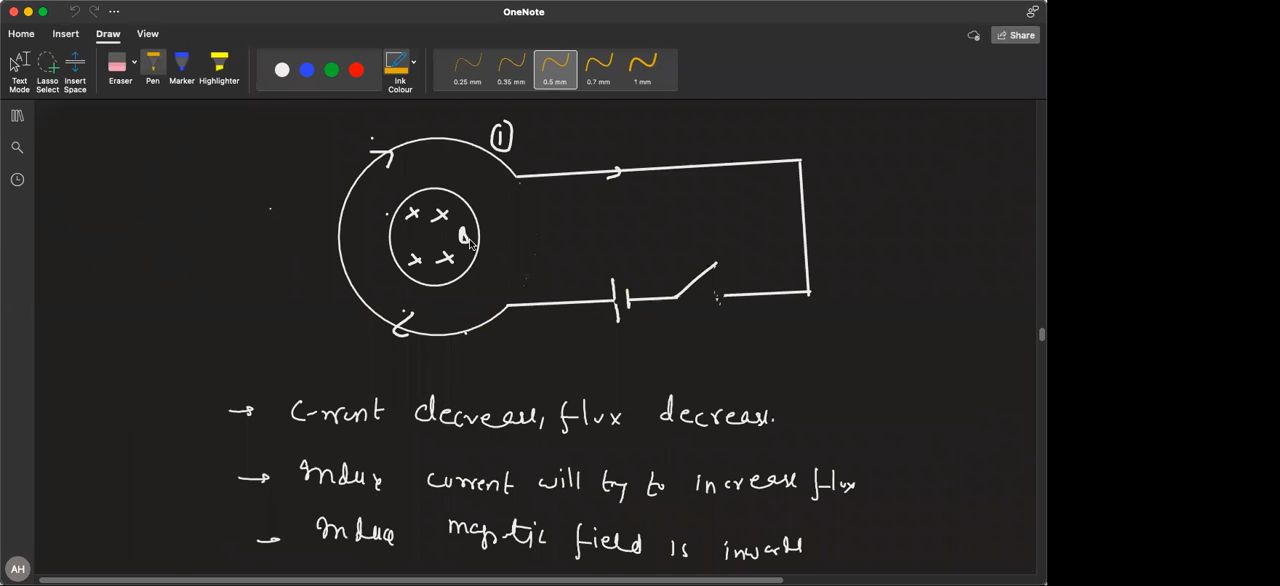 OneNote
Home Insert Draw View
Share
Text Mode
Lasso Select
Insert Space
Eraser
Pen
Marker
Highlighter
Ink Colour
0.25 mm
0.35 mm
0.5 mm
0.7 mm
1 mm
①
x x
x x
→ Current decrease, flux decrease.
→ Induce current will try to increase flux
→ Induce magnetic field is inwards
AH